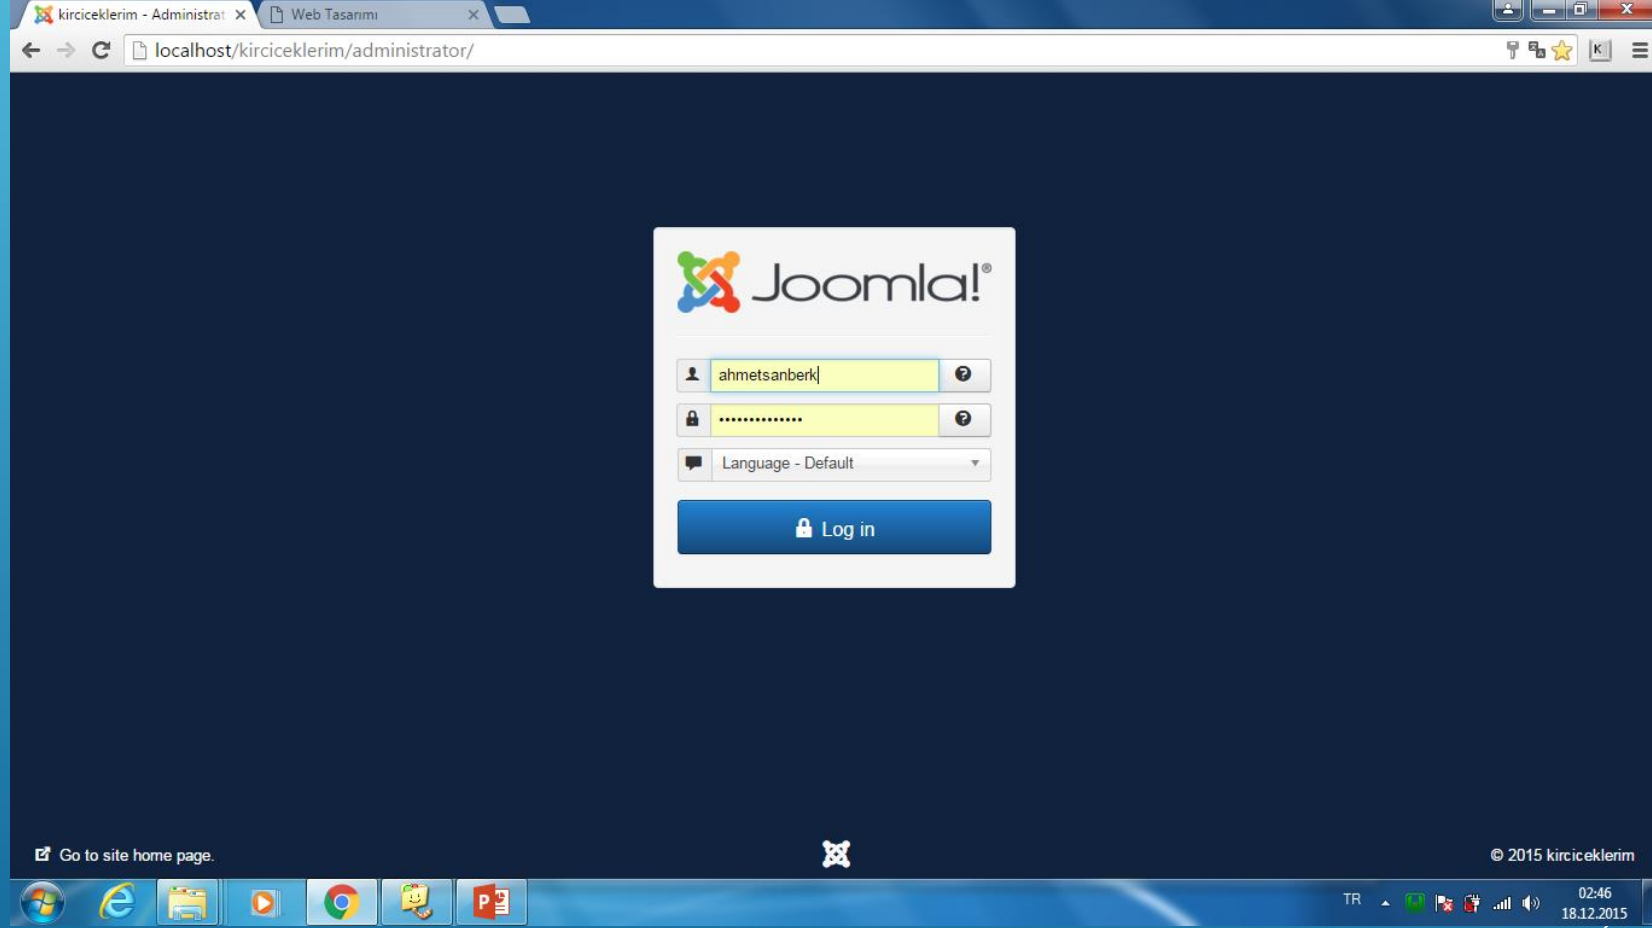 kirciceklerim - Administrat
Web Tasarımı
localhost/kirciceklerim/administrator/
K
Joomla!®
ahmetsanberk
••••••••••••••
Language - Default
Log in
Go to site home page.
© 2015 kirciceklerim
TR
02:46
18.12.2015